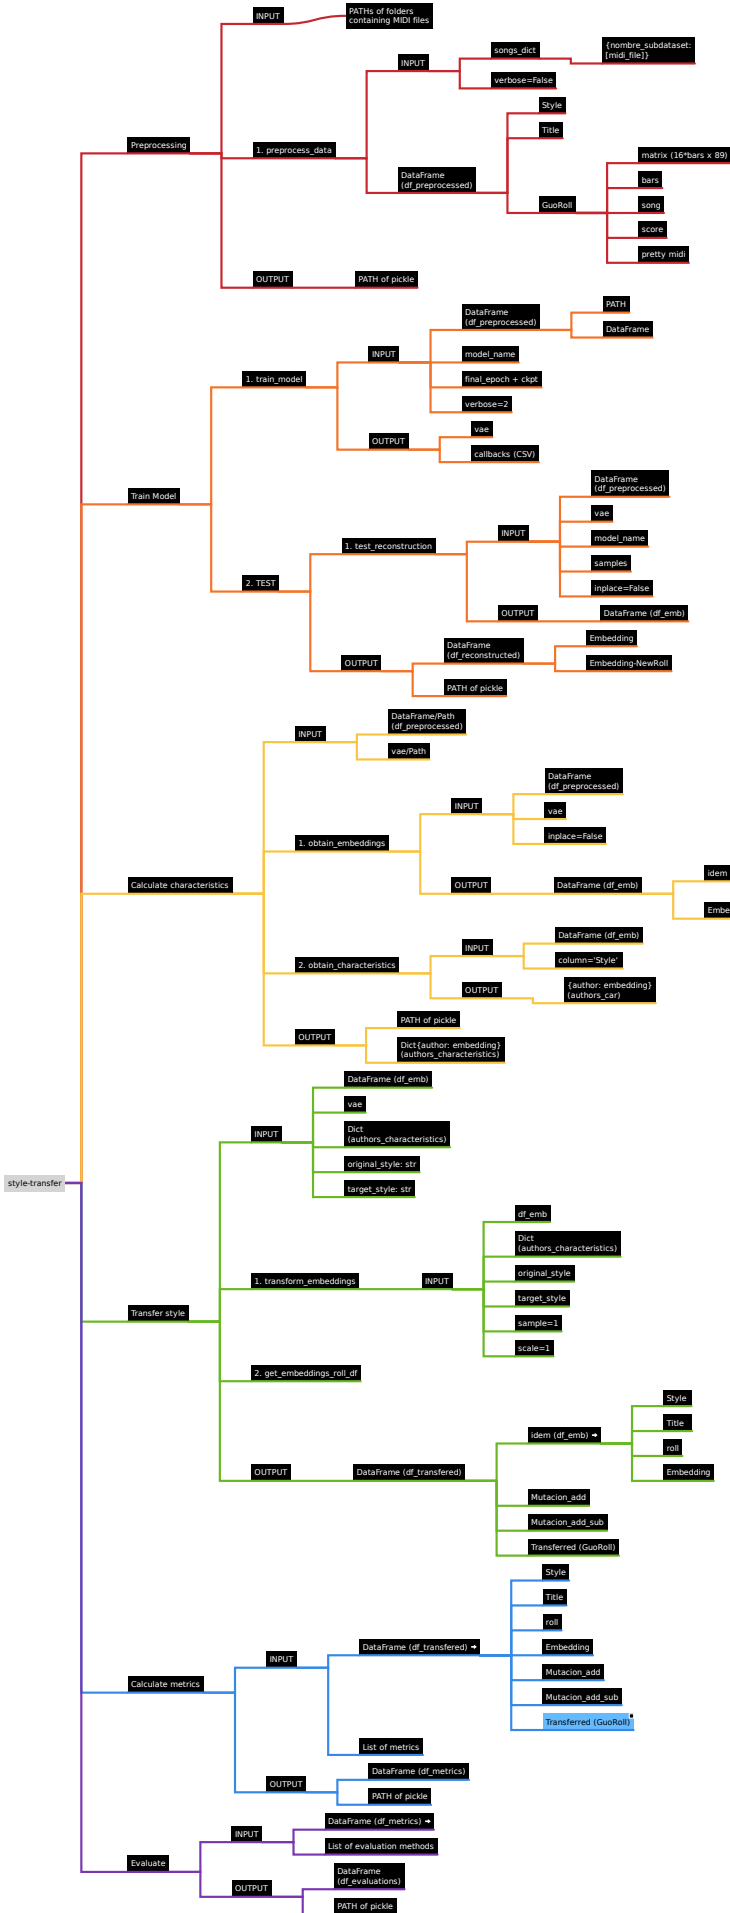 INPUT
PATHs of folders
containing MIDI files
songs_dict
{nombre_subdataset:
[midi_file]}
INPUT
verbose=False
Style
Title
Preprocessing
1. preprocess_data
matrix (16*bars x 89)
DataFrame
(df_preprocessed)
bars
GuoRoll
song
score
pretty midi
OUTPUT
PATH of pickle
DataFrame
(df_preprocessed)
PATH
DataFrame
INPUT
model_name
1. train_model
final_epoch + ckpt
verbose=2
OUTPUT
vae
callbacks (CSV)
Train Model
DataFrame
(df_preprocessed)
vae
INPUT
model_name
1. test_reconstruction
samples
2. TEST
inplace=False
OUTPUT
DataFrame (df_emb)
Embedding
DataFrame
(df_reconstructed)
OUTPUT
Embedding-NewRoll
PATH of pickle
DataFrame/Path
(df_preprocessed)
INPUT
vae/Path
DataFrame
(df_preprocessed)
INPUT
vae
inplace=False
1. obtain_embeddings
idem
Calculate characteristics
OUTPUT
DataFrame (df_emb)
DataFrame (df_emb)
INPUT
column='Style'
2. obtain_characteristics
OUTPUT
{author: embedding}
(authors_car)
PATH of pickle
OUTPUT
Dict{author: embedding}
(authors_characteristics)
DataFrame (df_emb)
vae
INPUT
Dict
(authors_characteristics)
original_style: str
style-transfer
target_style: str
df_emb
Dict
(authors_characteristics)
original_style
1. transform_embeddings
INPUT
target_style
Transfer style
sample=1
scale=1
2. get_embeddings_roll_df
Style
Title
idem (df_emb)
roll
OUTPUT
DataFrame (df_transfered)
Embedding
Mutacion_add
Mutacion_add_sub
Transferred (GuoRoll)
Style
Title
roll
DataFrame (df_transfered)
Embedding
INPUT
Mutacion_add
Calculate metrics
Mutacion_add_sub
Transferred (GuoRoll)
List of metrics
DataFrame (df_metrics)
OUTPUT
PATH of pickle
DataFrame (df_metrics)
INPUT
List of evaluation methods
Evaluate
DataFrame
(df_evaluations)
OUTPUT
PATH of pickle